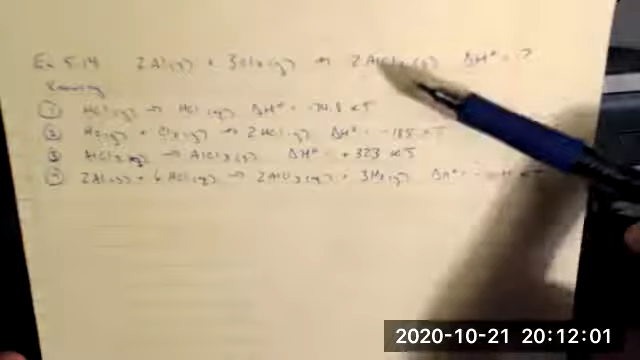 Ex 5.14 2Al(s) + 3Cl₂(g) → 2AlCl₃(s) ΔH° = ?
Knowing
① HCl(g) → HCl(aq) ΔH° = -74.8 kJ
② H₂(g) + Cl₂(g) → 2HCl(g) ΔH° = -185 kJ
③ AlCl₃(aq) → AlCl₃(s) ΔH° = +323 kJ
④ 2Al(s) + 6HCl(aq) → 2AlCl₃(aq) + 3H₂(g) ΔH° =
2020-10-21 20:12:01